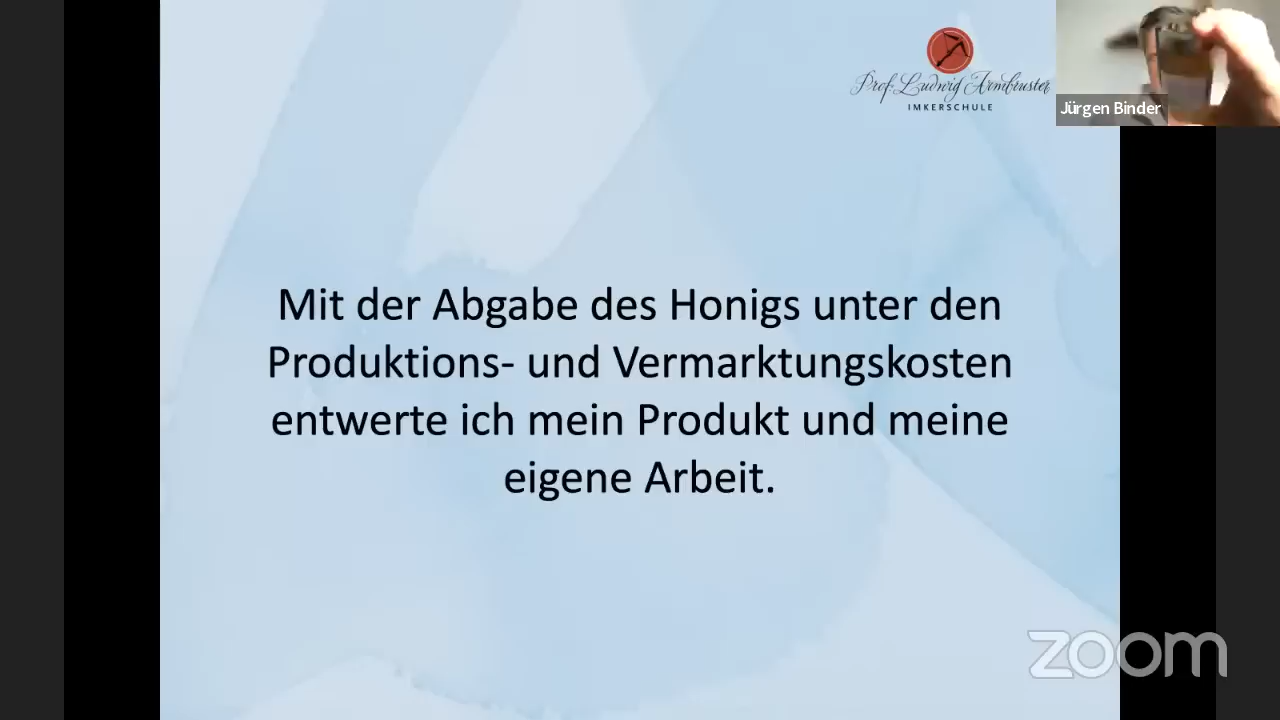 Prof. Ludwig Armbruster
IMKERSCHULE
Jürgen Binder
Mit der Abgabe des Honigs unter den
Produktions- und Vermarktungskosten
entwerte ich mein Produkt und meine
eigene Arbeit.
zoom